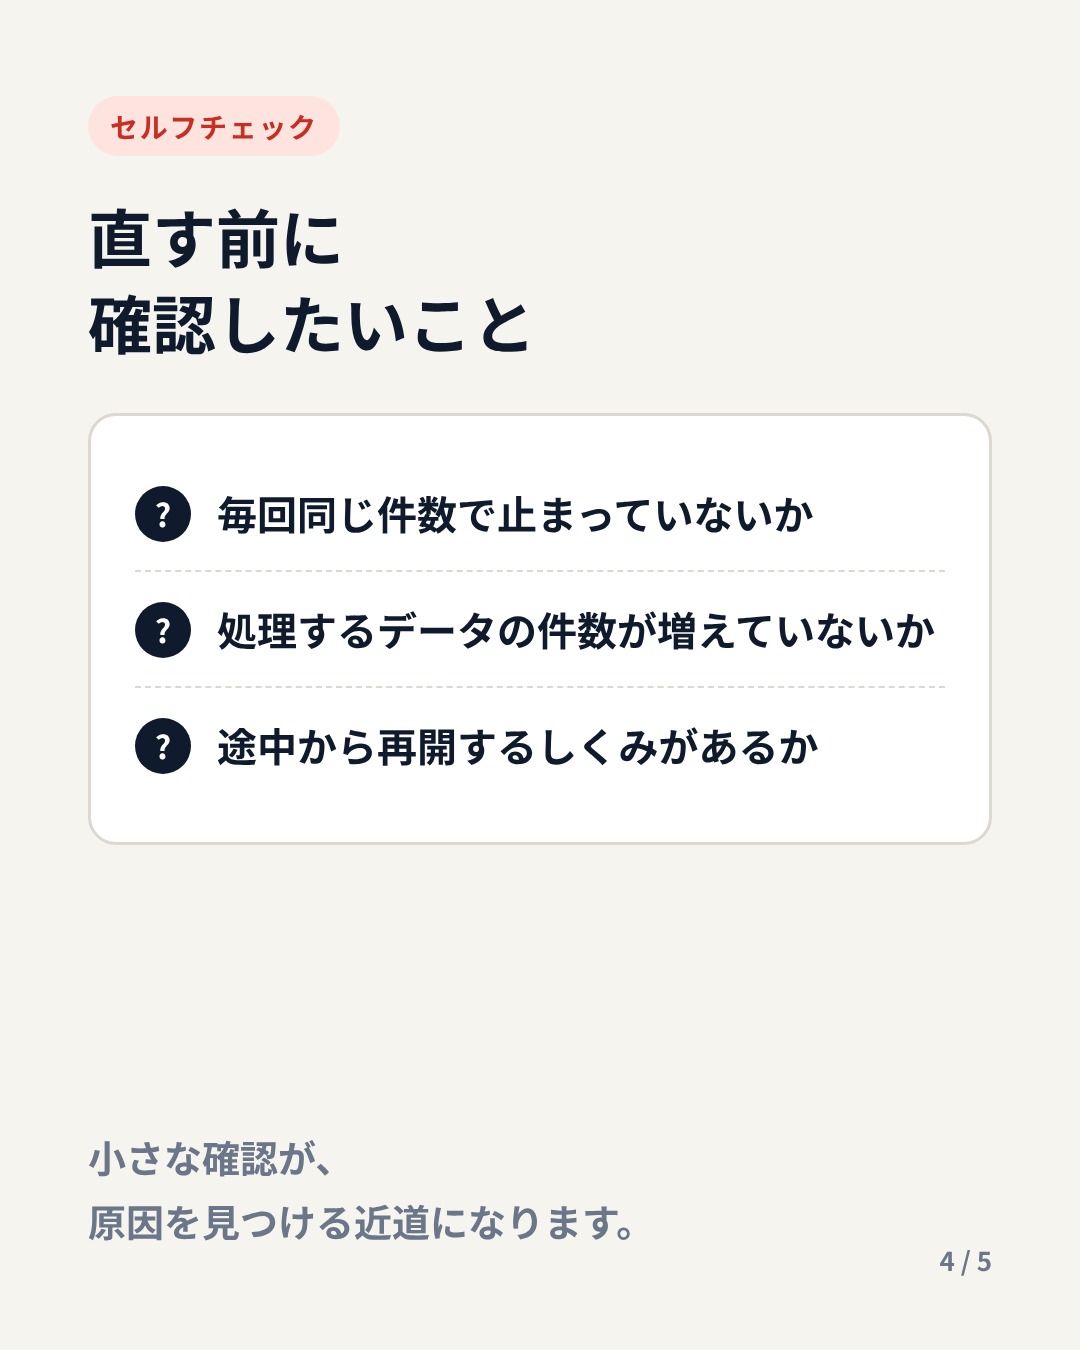 セルフチェック
直す前に
確認したいこと
? 毎回同じ件数で止まっていないか
? 処理するデータの件数が増えていないか
? 途中から再開するしくみがあるか
小さな確認が、
原因を見つける近道になります。
4 / 5